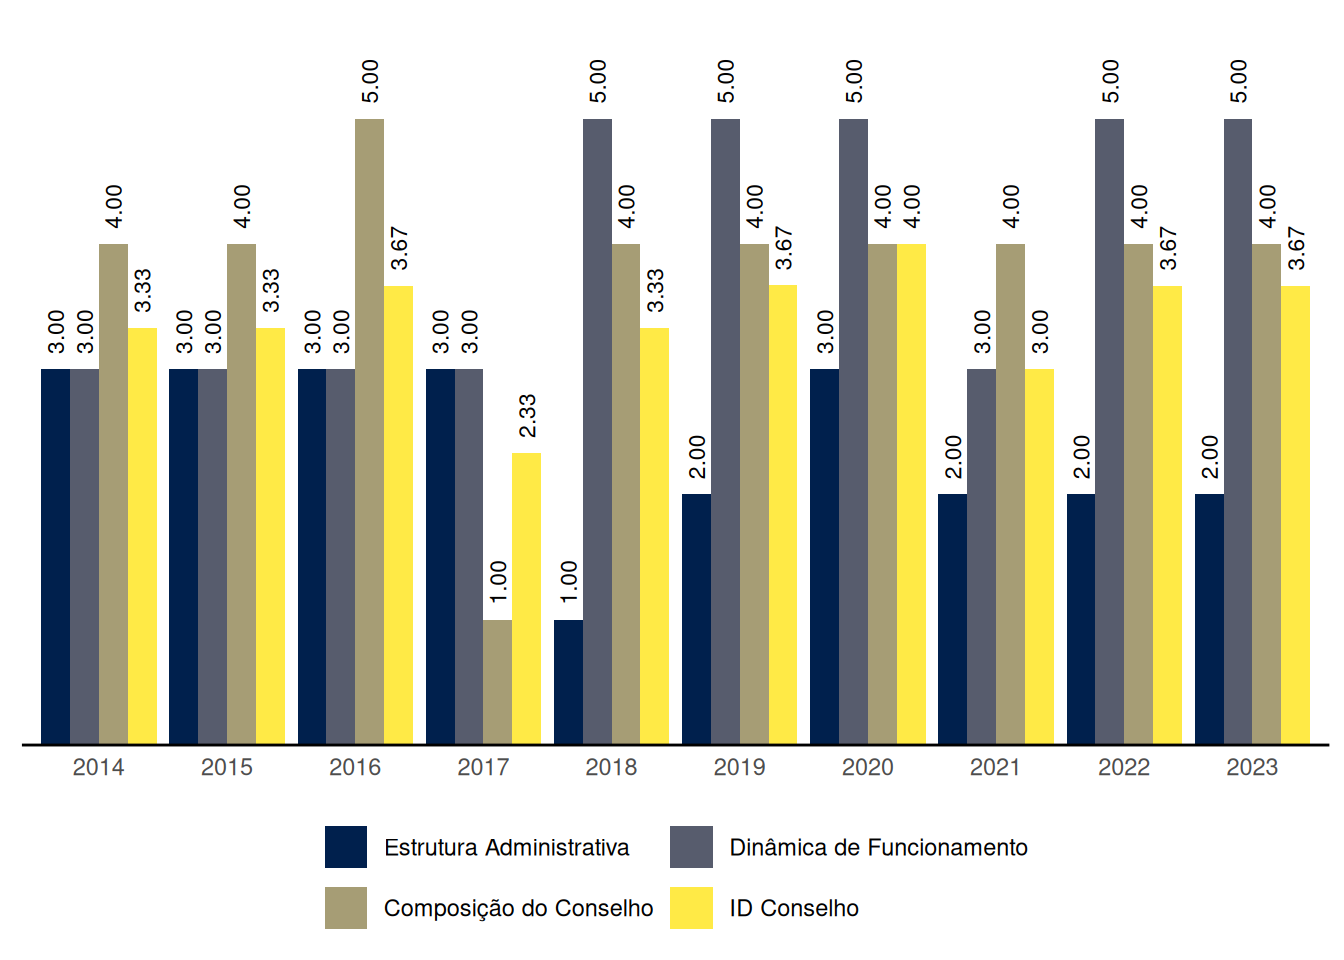 5.00 5.00 5.00 5.00 5.00 5.00
4.00 4.00 4.00 4.00 4.00 4.00 4.00 4.00 4.00
3.67 3.67 3.67 3.67
3.33 3.33 3.33
3.00 3.00 3.00 3.00 3.00 3.00 3.00 3.00 3.00 3.00 3.00
2.33 2.00 2.00 2.00 2.00
1.00 1.00
2014 2015 2016 2017 2018 2019 2020 2021 2022 2023
Estrutura Administrativa Dinâmica de Funcionamento
Composição do Conselho ID Conselho